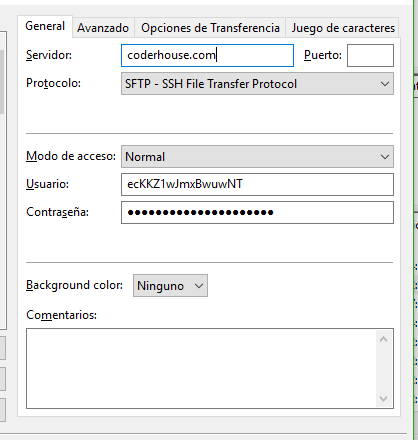 General Avanzado Opciones de Transferencia Juego de caracteres
Servidor: coderhouse.com Puerto:
Protocolo: SFTP - SSH File Transfer Protocol
Modo de acceso: Normal
Usuario: ecKKZ1wJmxBwuwNT
Contraseña: ●●●●●●●●●●●●●●●●●●●●●
Background color: Ninguno
Comentarios: